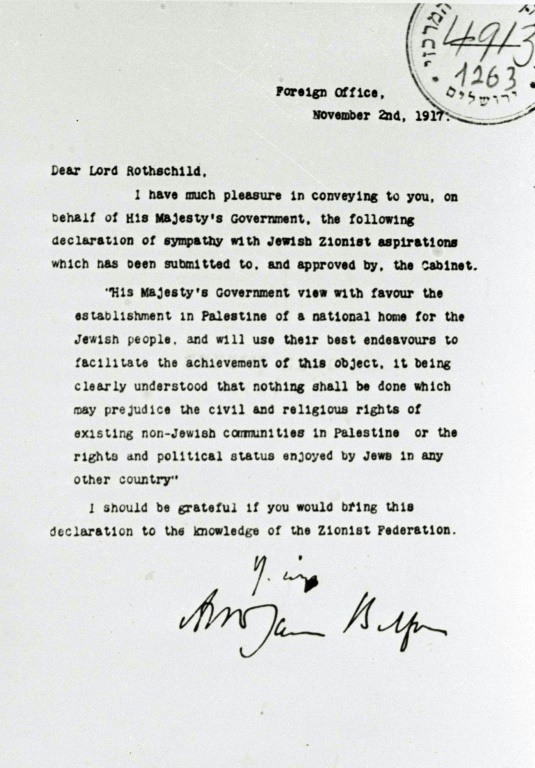 המרכזי
4913
1263
ירושלים
Foreign Office,
November 2nd, 1917.
Dear Lord Rothschild,
I have much pleasure in conveying to you, on
behalf of His Majesty's Government, the following
declaration of sympathy with Jewish Zionist aspirations
which has been submitted to, and approved by, the Cabinet.
"His Majesty's Government view with favour the
establishment in Palestine of a national home for the
Jewish people, and will use their best endeavours to
facilitate the achievement of this object, it being
clearly understood that nothing shall be done which
may prejudice the civil and religious rights of
existing non-Jewish communities in Palestine or the
rights and political status enjoyed by Jews in any
other country"
I should be grateful if you would bring this
declaration to the knowledge of the Zionist Federation.
Arthur James Balfour